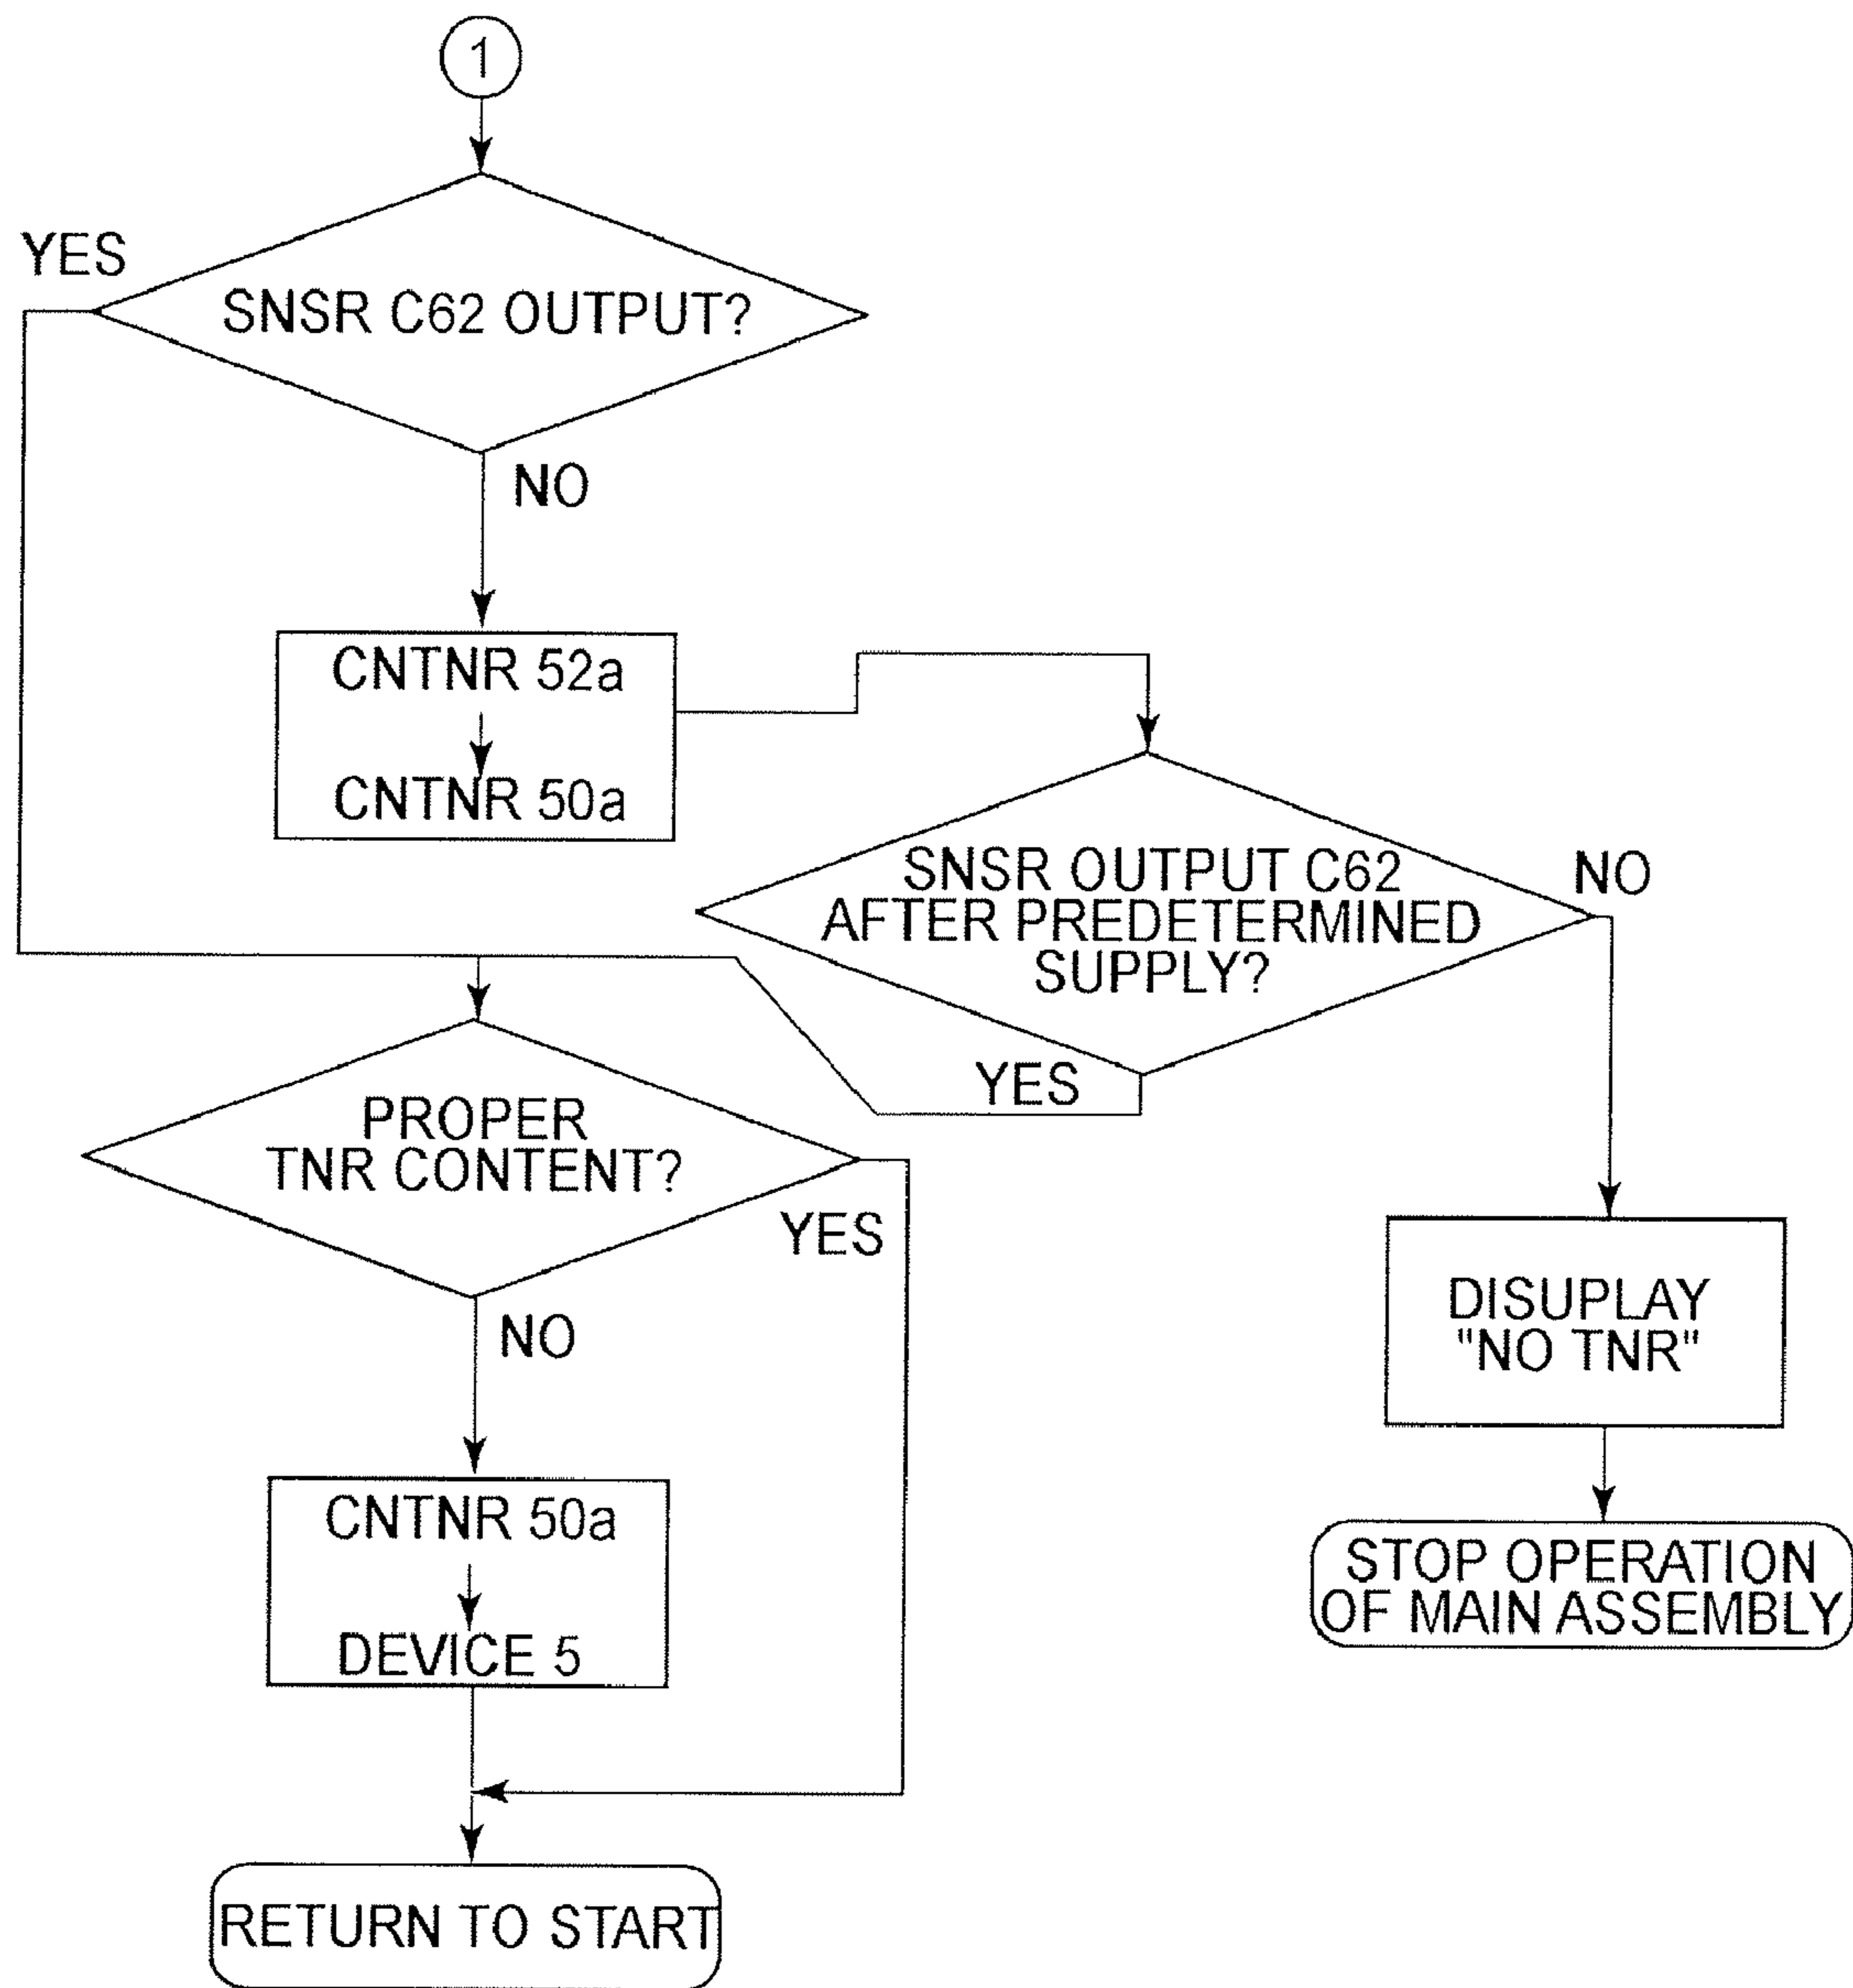 1
YES
SNSR C62 OUTPUT?
NO
CNTNR 52a
CNTNR 50a
SNSR OUTPUT C62
AFTER PREDETERMINED
SUPPLY?
NO
YES
PROPER
TNR CONTENT?
YES
NO
DISUPLAY
"NO TNR"
CNTNR 50a
DEVICE 5
STOP OPERATION
OF MAIN ASSEMBLY
RETURN TO START